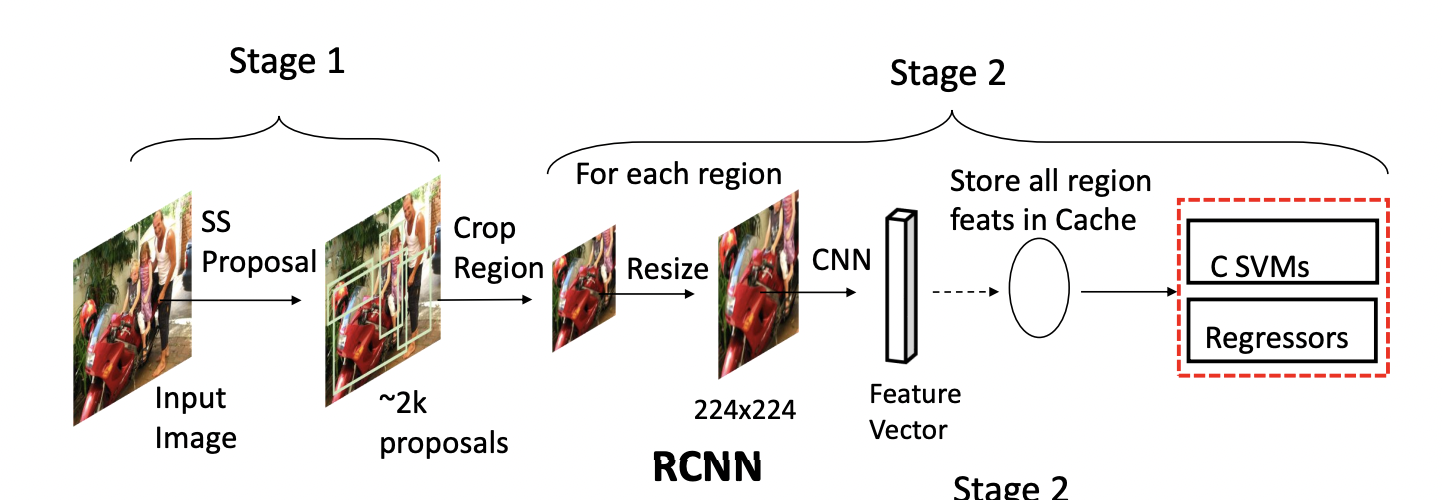 Stage 1
Stage 2
For each region
Store all region
feats in Cache
SS
Proposal
Crop
Region
Resize
CNN
C SVMs
Regressors
Input
Image
~2k
proposals
224x224
Feature
Vector
RCNN
Stage 2